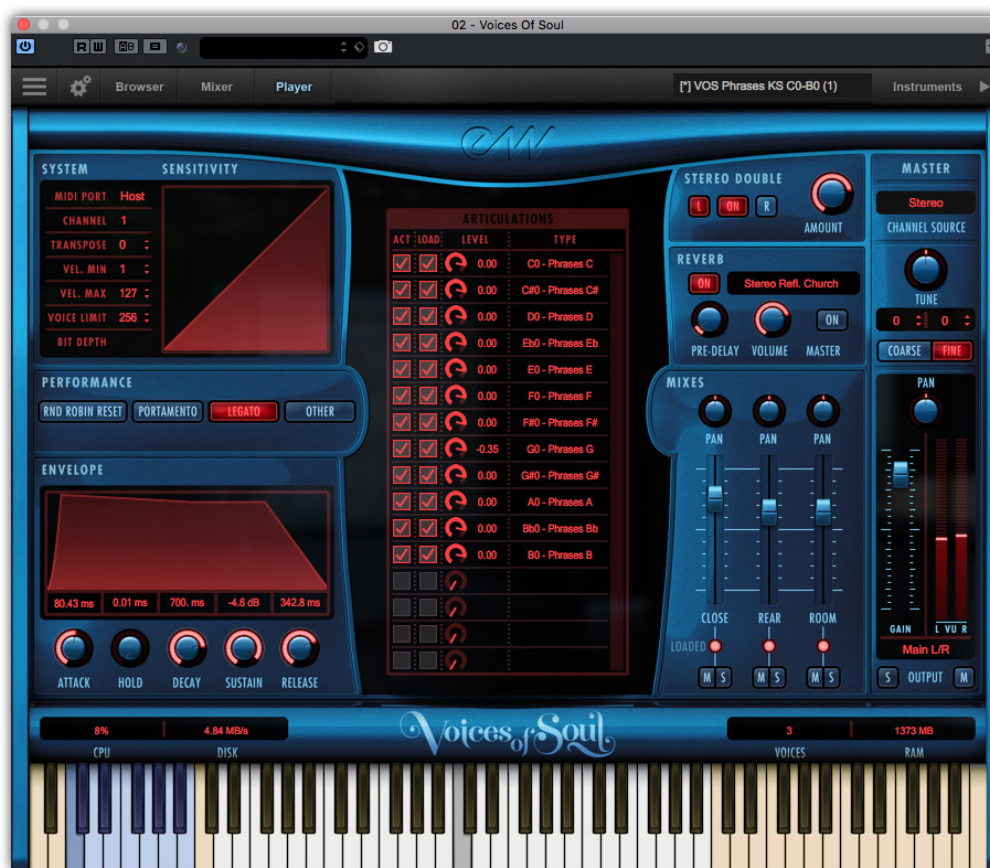 02 - Voices Of Soul
R W AB
Browser Mixer Player [*] VOS Phrases KS C0-B0 (1) Instruments
EW
SYSTEM SENSITIVITY
MIDI PORT Host
CHANNEL 1
TRANSPOSE 0
VEL. MIN 1
VEL. MAX 127
VOICE LIMIT 256
BIT DEPTH
PERFORMANCE
RND ROBIN RESET PORTAMENTO LEGATO OTHER
ENVELOPE
80.43 ms 0.01 ms 700. ms -4.6 dB 342.8 ms
ATTACK HOLD DECAY SUSTAIN RELEASE
ARTICULATIONS
ACT LOAD LEVEL TYPE
0.00 C0 - Phrases C
0.00 C#0 - Phrases C#
0.00 D0 - Phrases D
0.00 Eb0 - Phrases Eb
0.00 E0 - Phrases E
0.00 F0 - Phrases F
0.00 F#0 - Phrases F#
-0.35 G0 - Phrases G
0.00 G#0 - Phrases G#
0.00 A0 - Phrases A
0.00 Bb0 - Phrases Bb
0.00 B0 - Phrases B
STEREO DOUBLE
L ON R
AMOUNT
REVERB
ON Stereo Refl. Church
ON
PRE-DELAY VOLUME MASTER
MIXES
PAN PAN PAN
CLOSE REAR ROOM
LOADED
M S M S M S
MASTER
Stereo
CHANNEL SOURCE
TUNE
0 0
COARSE FINE
PAN
GAIN L VU R
Main L/R
S OUTPUT M
8% 4.84 MB/s
CPU DISK
Voices of Soul
3 1373 MB
VOICES RAM